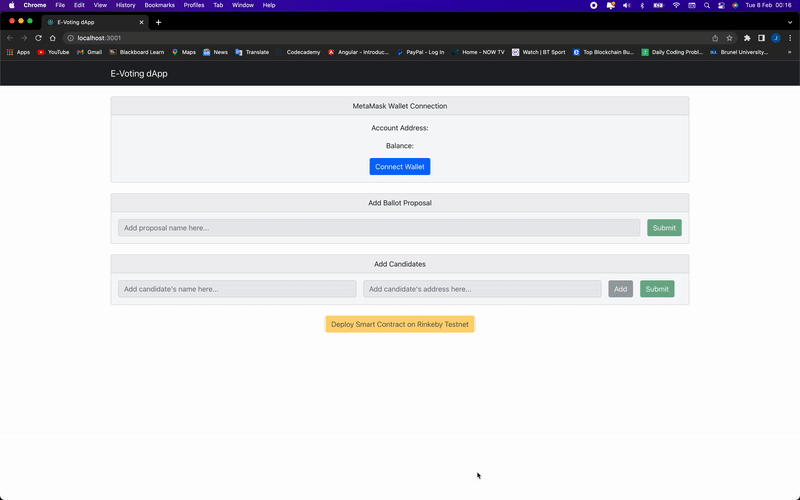 Chrome File Edit View History Bookmarks Profiles Tab Window Help Tue 8 Feb 00:16
E-Voting dApp
localhost:3001
Apps YouTube Gmail Blackboard Learn Maps News Translate Codecademy Angular - Introduc... PayPal - Log In Home - NOW TV Watch | BT Sport Top Blockchain Bu... Daily Coding Probl... Brunel University... »
E-Voting dApp
MetaMask Wallet Connection
Account Address:
Balance:
Connect Wallet
Add Ballot Proposal
Add proposal name here... Submit
Add Candidates
Add candidate's name here... Add candidate's address here... Add Submit
Deploy Smart Contract on Rinkeby Testnet